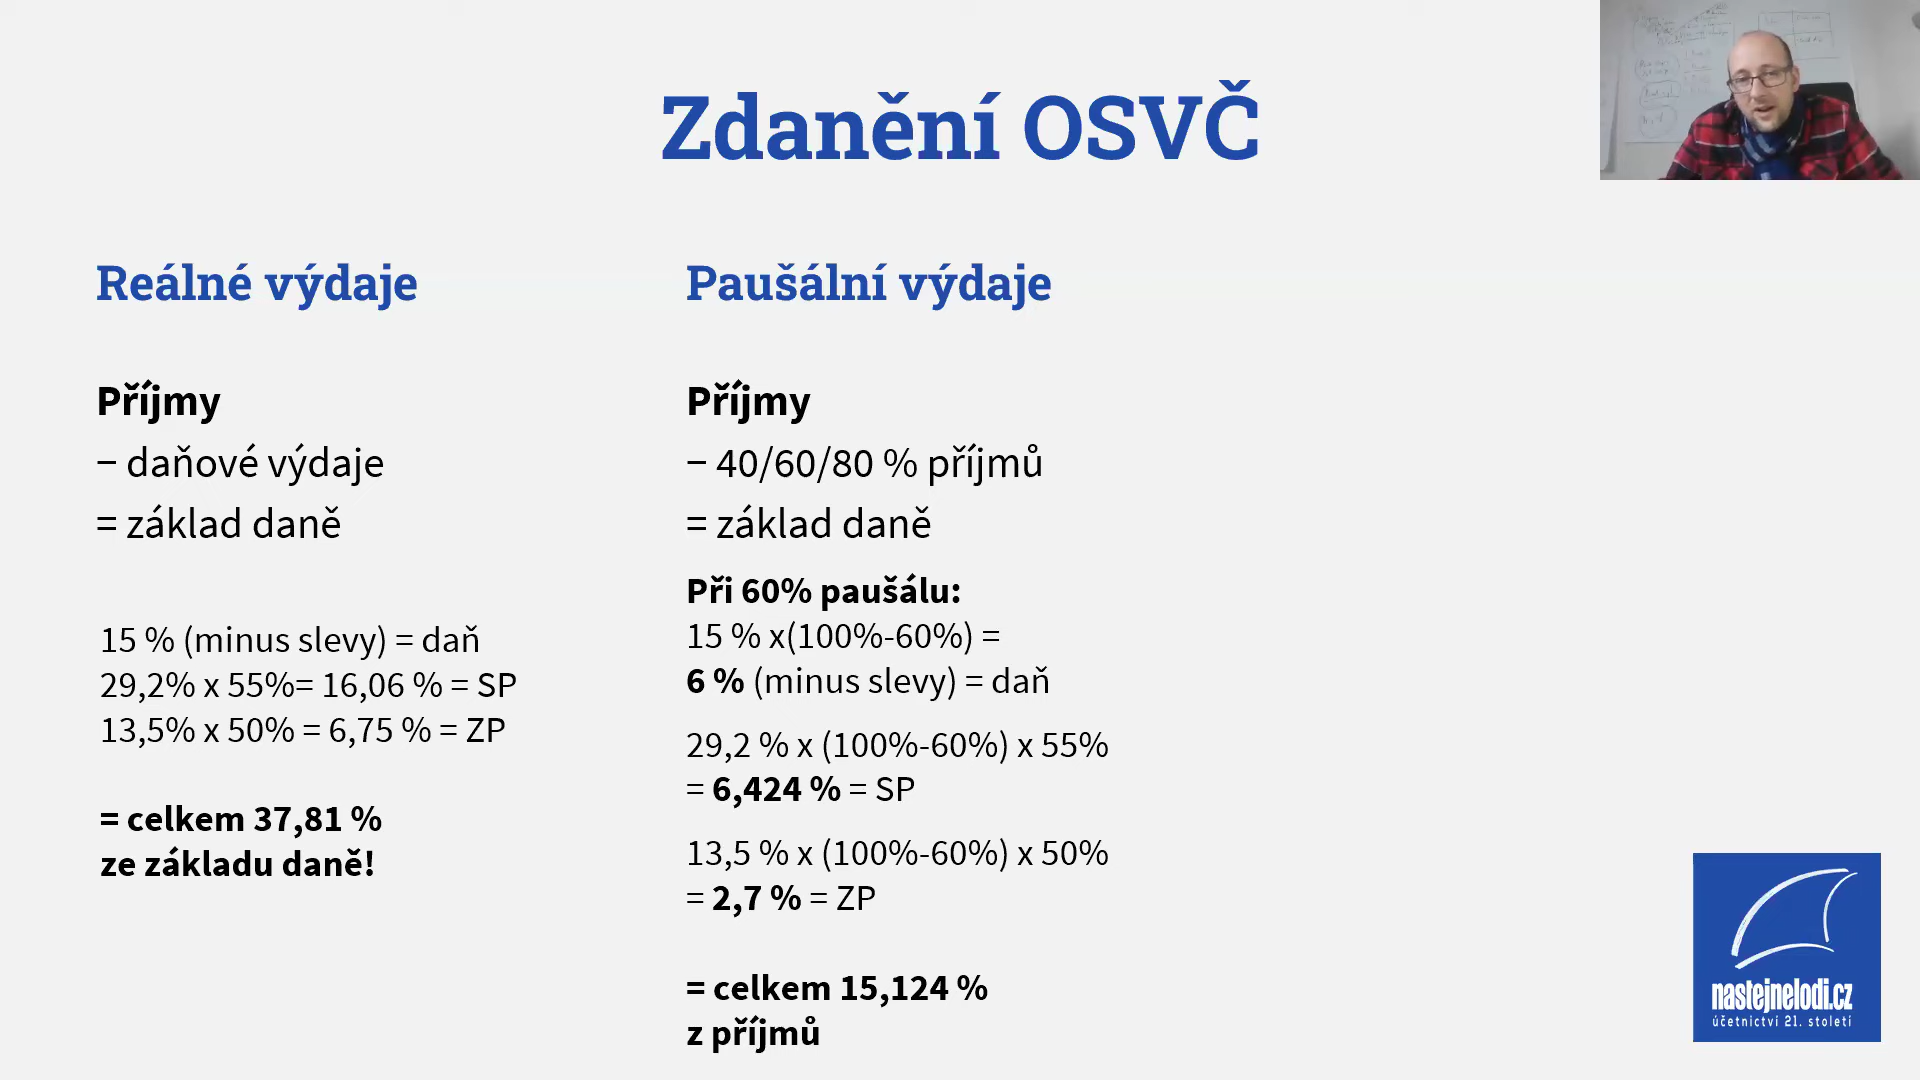 Zdanění OSVČ
Reálné výdaje
Příjmy
− daňové výdaje
= základ daně
15 % (minus slevy) = daň
29,2% x 55%= 16,06 % = SP
13,5% x 50% = 6,75 % = ZP
= celkem 37,81 %
ze základu daně!
Paušální výdaje
Příjmy
− 40/60/80 % příjmů
= základ daně
Při 60% paušálu:
15 % x(100%-60%) =
6 % (minus slevy) = daň
29,2 % x (100%-60%) x 55%
= 6,424 % = SP
13,5 % x (100%-60%) x 50%
= 2,7 % = ZP
= celkem 15,124 %
z příjmů
nastejnelodi.cz
účetnictví 21. století